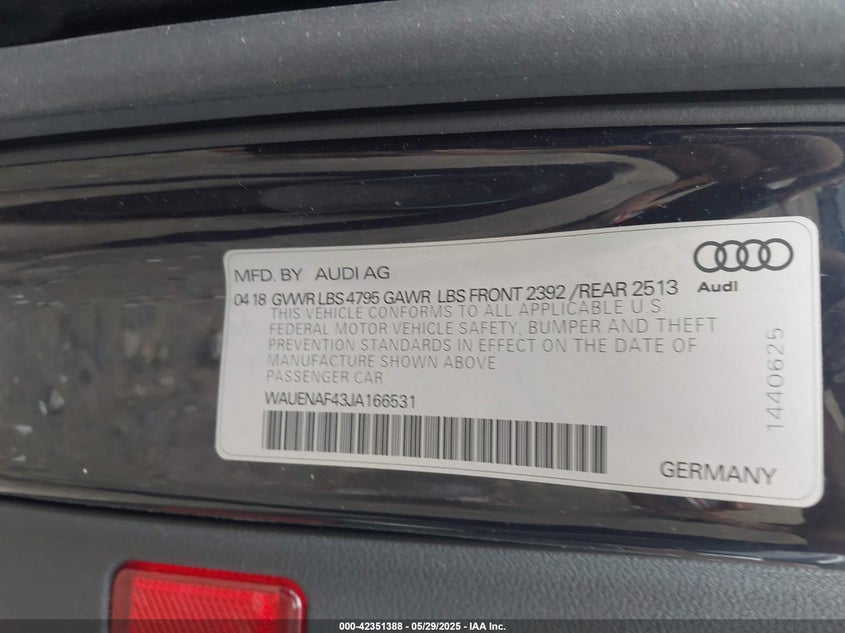 MFD. BY AUDI AG
Audi
04 18 GVWR LBS 4795 GAWR LBS FRONT 2392 /REAR 2513
THIS VEHICLE CONFORMS TO ALL APPLICABLE U.S.
FEDERAL MOTOR VEHICLE SAFETY, BUMPER AND THEFT
PREVENTION STANDARDS IN EFFECT ON THE DATE OF
MANUFACTURE SHOWN ABOVE
PASSENGER CAR
WAUENAF43JA166531
1440625
GERMANY
000-42351388 — 05/29/2025 — IAA Inc.